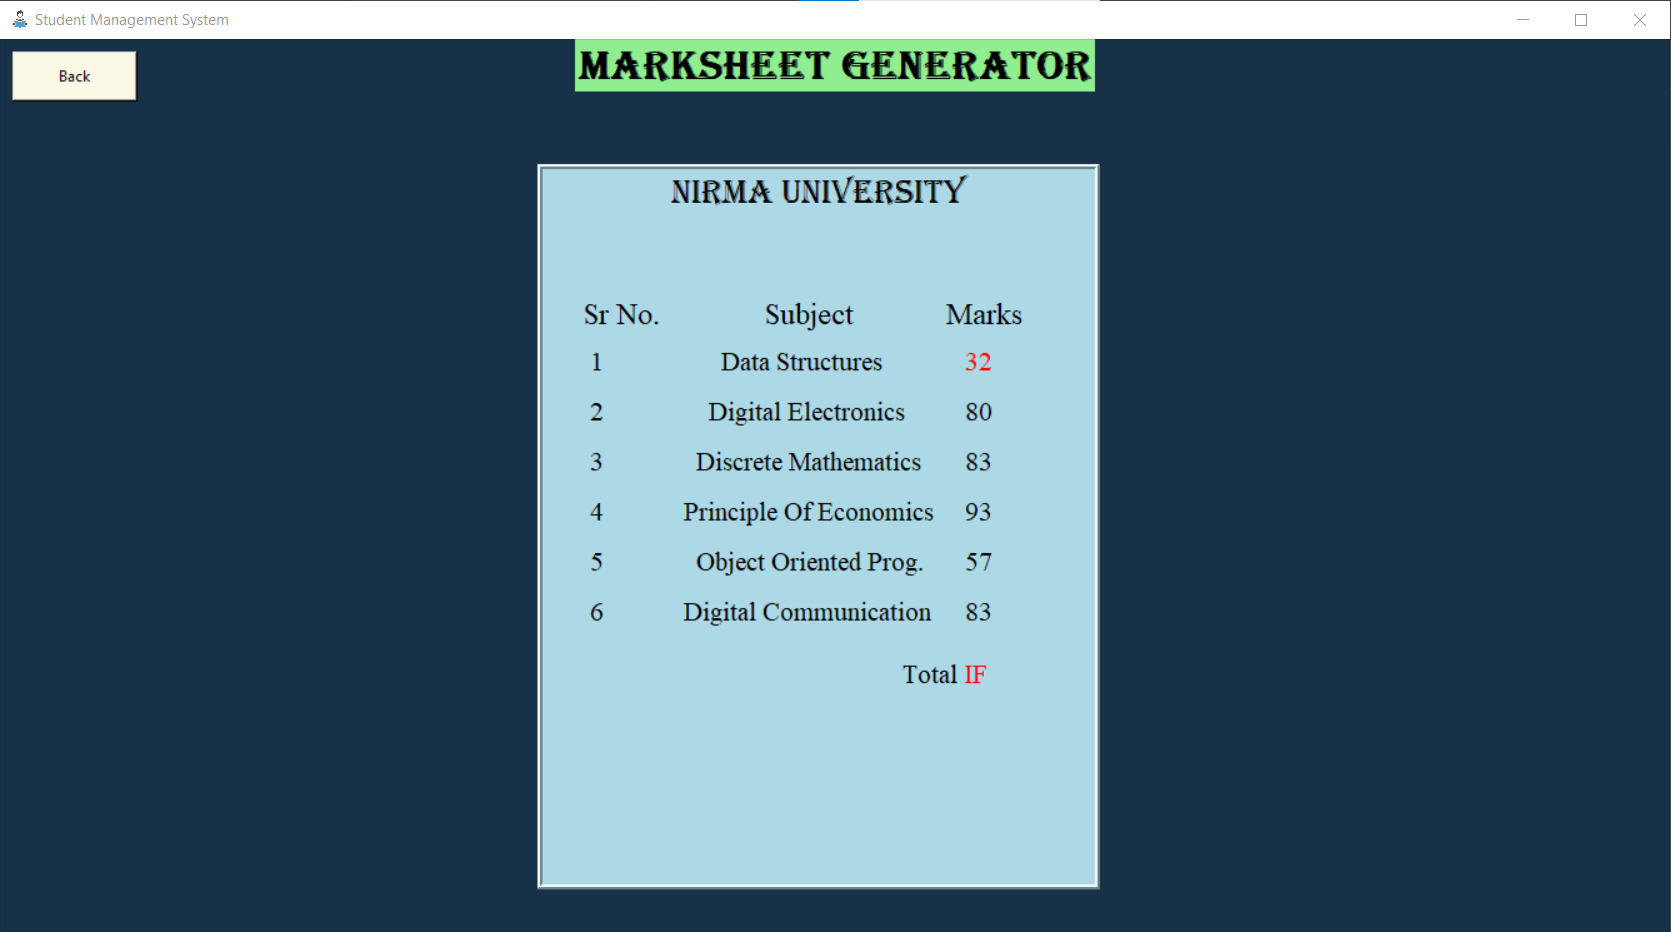 Student Management System
Back
MARKSHEET GENERATOR
NIRMA UNIVERSITY
Sr No. Subject Marks
1 Data Structures 32
2 Digital Electronics 80
3 Discrete Mathematics 83
4 Principle Of Economics 93
5 Object Oriented Prog. 57
6 Digital Communication 83
Total IF